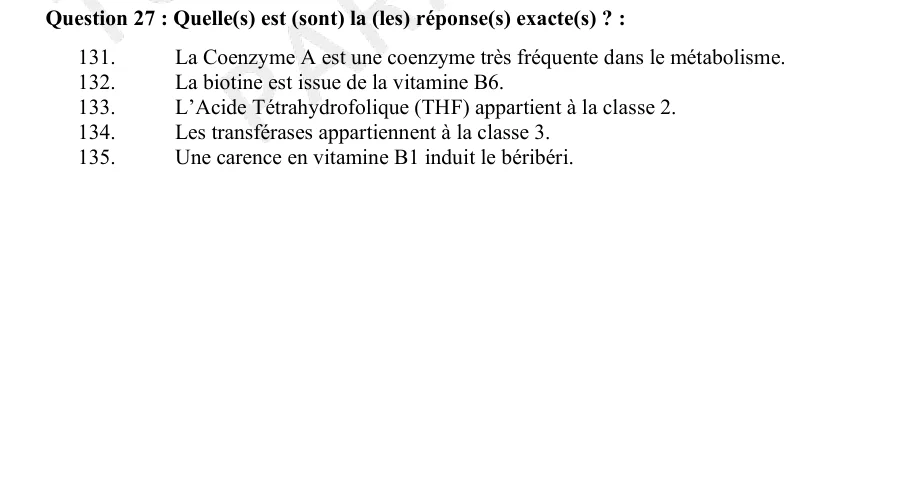 Question 27 : Quelle(s) est (sont) la (les) réponse(s) exacte(s) ? :
131. La Coenzyme A est une coenzyme très fréquente dans le métabolisme.
132. La biotine est issue de la vitamine B6.
133. L’Acide Tétrahydrofolique (THF) appartient à la classe 2.
134. Les transférases appartiennent à la classe 3.
135. Une carence en vitamine B1 induit le béribéri.